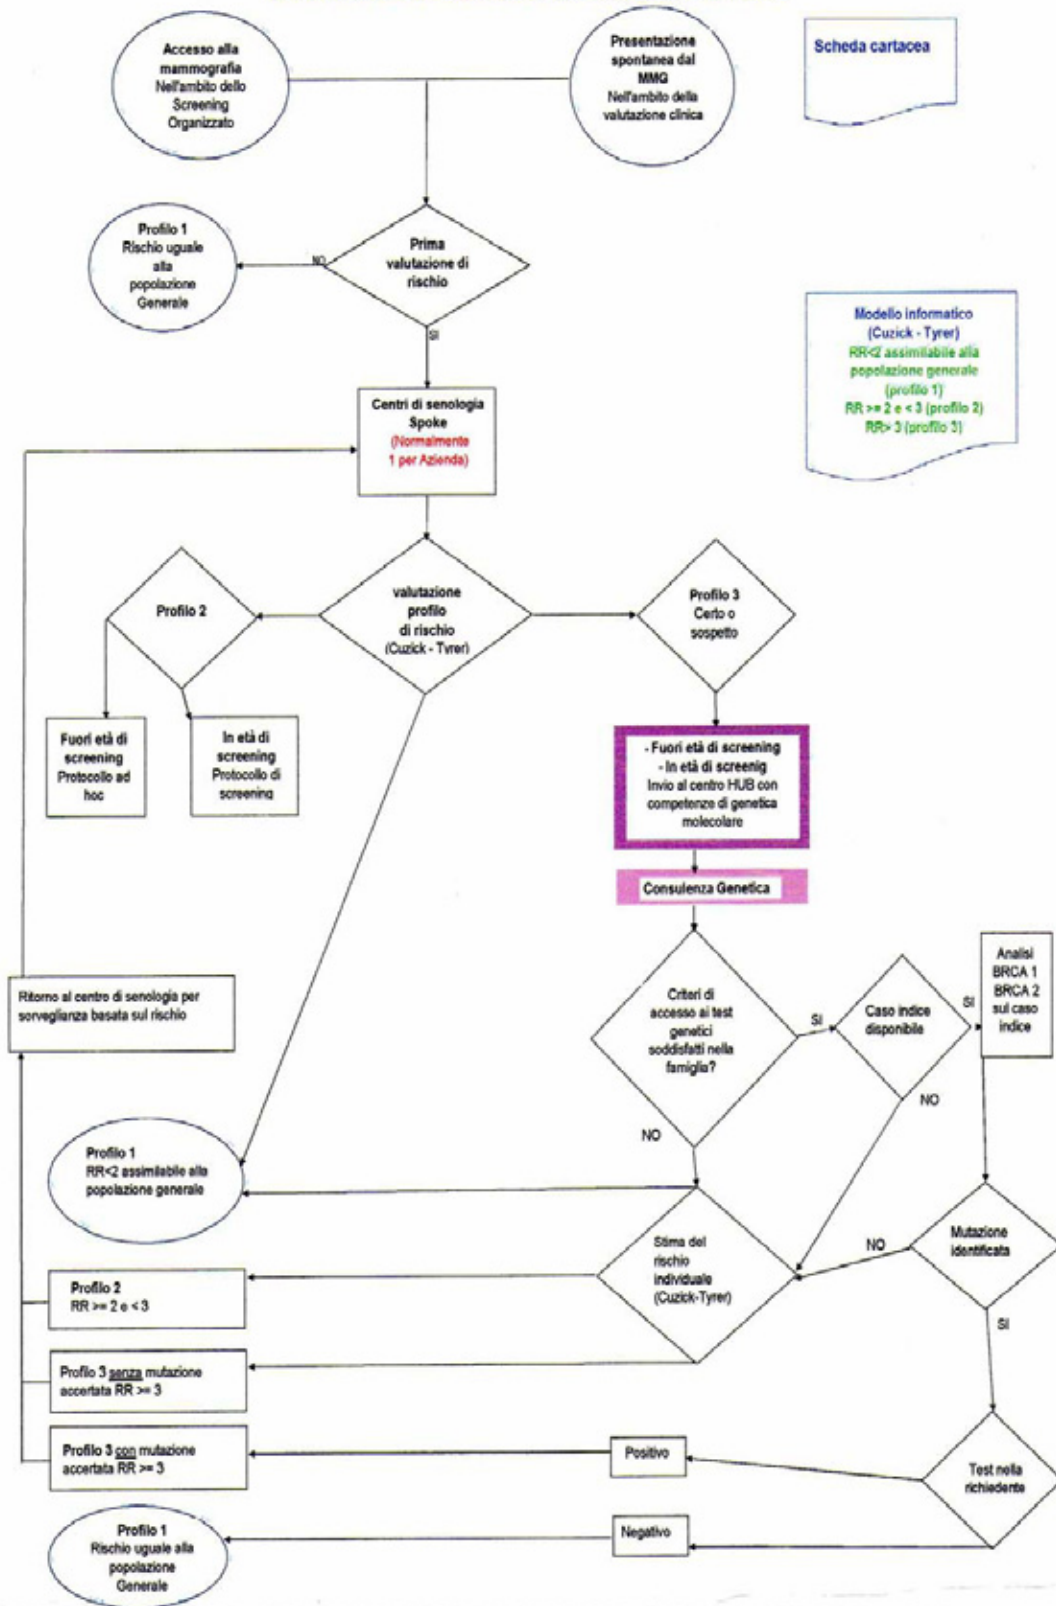 Accesso alla
mammografia
Nell'ambito dello
Screening
Organizzato
Presentazione
spontanea dal
MMG
Nell'ambito della
valutazione clinica
Scheda cartacea
Profilo 1
Rischio uguale
alla
popolazione
Generale
NO
Prima
valutazione di
rischio
SI
Modello informatico
(Cuzick - Tyrer)
RR<2 assimilabile alla
popolazione generale
(profilo 1)
RR >= 2 e < 3 (profilo 2)
RR> 3 (profilo 3)
Centri di senologia
Spoke
(Normalmente
1 per Azienda)
Profilo 2
valutazione
profilo
di rischio
(Cuzick - Tyrer)
Profilo 3
Certo o
sospetto
Fuori età di
screening
Protocollo ad
hoc
In età di
screening
Protocollo di
screening
- Fuori età di screening
- In età di screenig
Invio al centro HUB con
competenze di genetica
molecolare
Consulenza Genetica
Criteri di
accesso ai test
genetici
soddisfatti nella
famiglia?
SI
Caso indice
disponibile
SI
Analisi
BRCA 1
BRCA 2
sul caso
indice
Ritorno al centro di senologia per
sorveglianza basata sul rischio
NO
NO
Profilo 1
RR<2 assimilabile alla
popolazione generale
Stima del
rischio
individuale
(Cuzick-Tyrer)
NO
Mutazione
identificata
SI
Profilo 2
RR >= 2 e < 3
Profilo 3 senza mutazione
accertata RR >= 3
Profilo 3 con mutazione
accertata RR >= 3
Positivo
Test nella
richiedente
Negativo
Profilo 1
Rischio uguale alla
popolazione
Generale